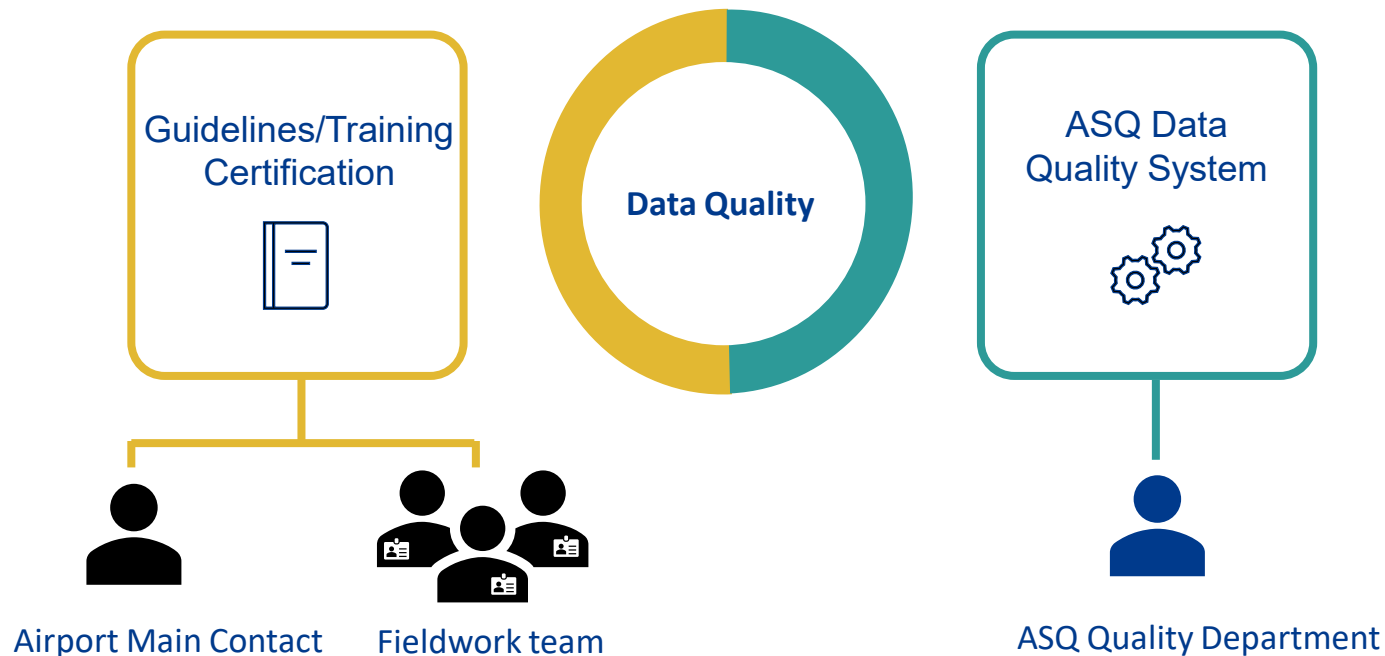 Guidelines/Training
Certification
Data Quality
ASQ Data
Quality System
Airport Main Contact
Fieldwork team
ASQ Quality Department